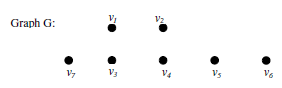 Graph G:
v₁ v₂
v₇ v₃ v₄ v₅ v₆